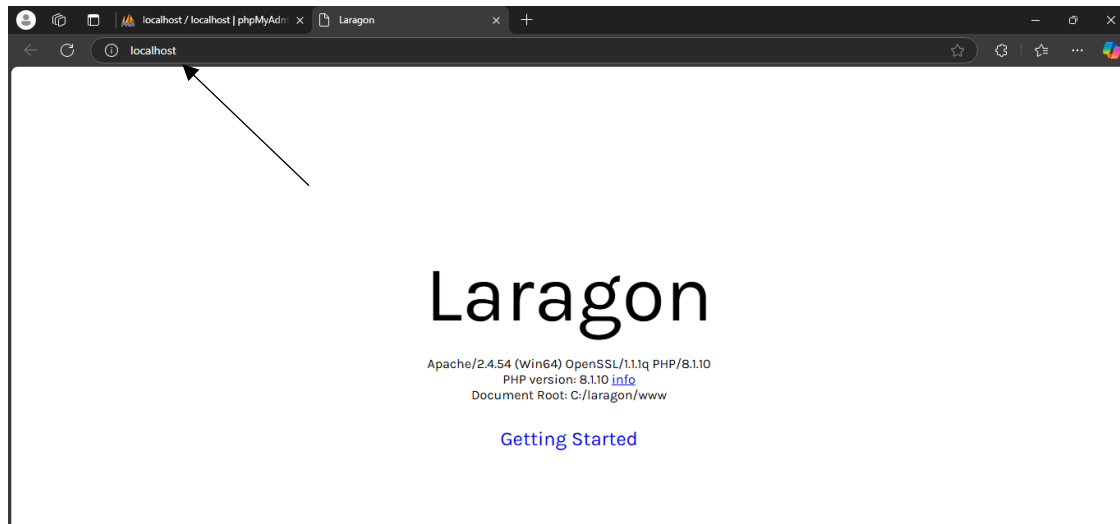 localhost / localhost | phpMyAdm
Laragon
localhost
Laragon
Apache/2.4.54 (Win64) OpenSSL/1.1.1q PHP/8.1.10
PHP version: 8.1.10 info
Document Root: C:/laragon/www
Getting Started